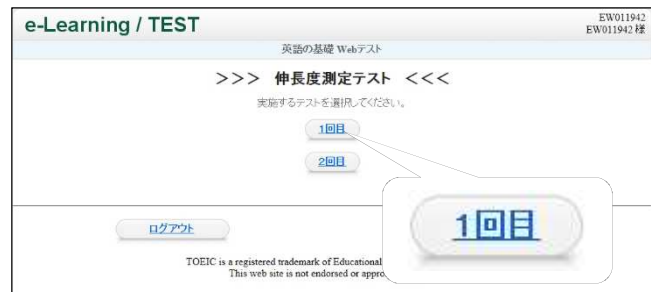 e-Learning / TEST
EW011942
EW011942 様
英語の基礎 Webテスト
>>> 伸長度測定テスト <<<
実施するテストを選択してください。
1回目
2回目
1回目
ログアウト
TOEIC is a registered trademark of Educational
This web site is not endorsed or appro